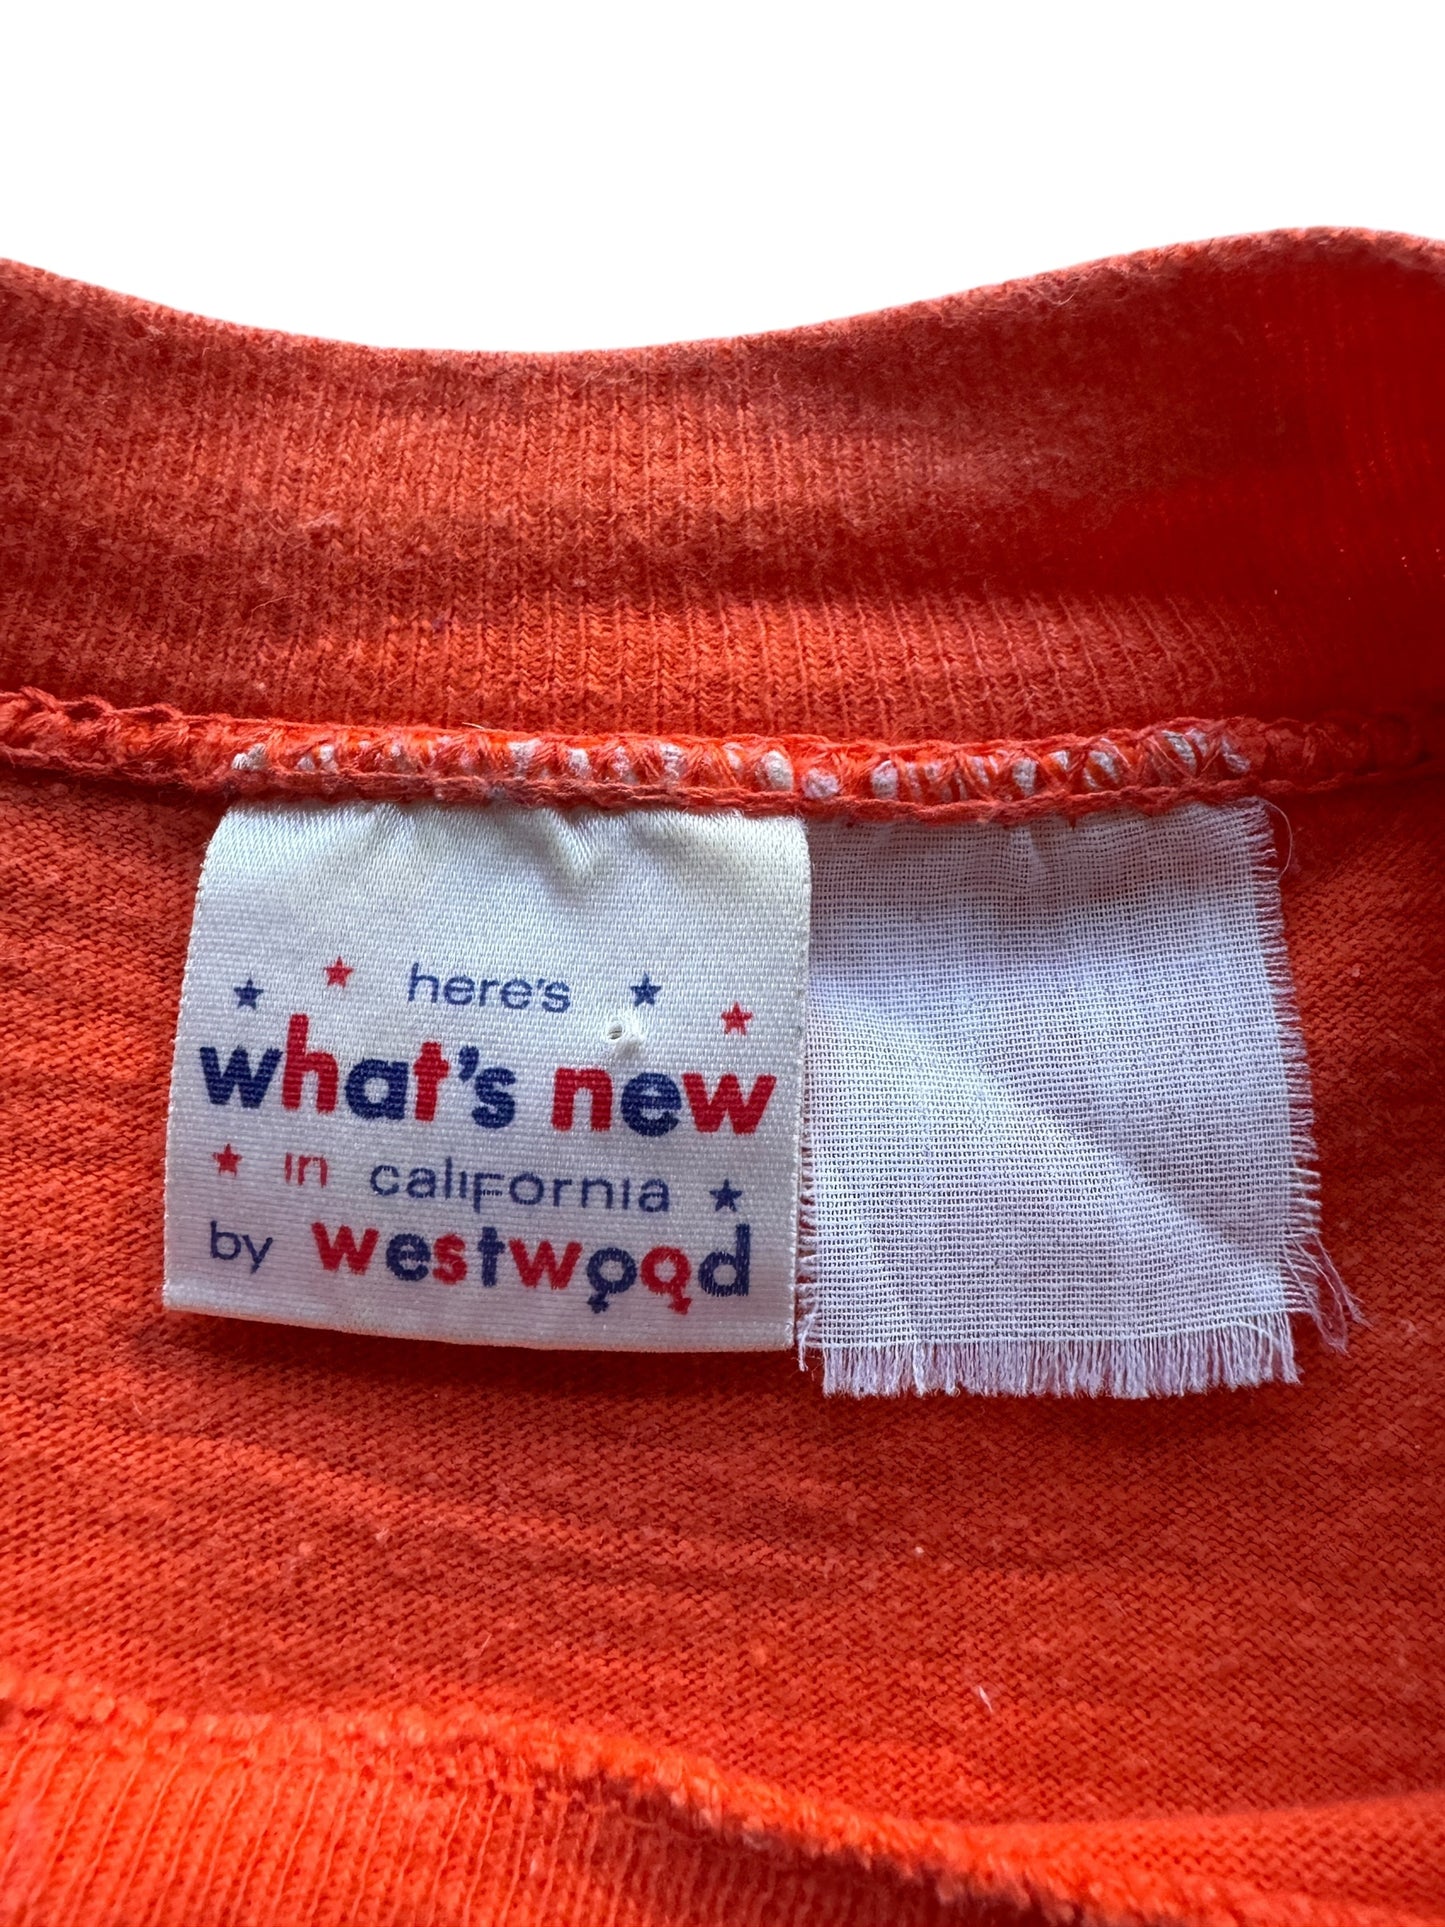 here's
what's new
in california
by westwood